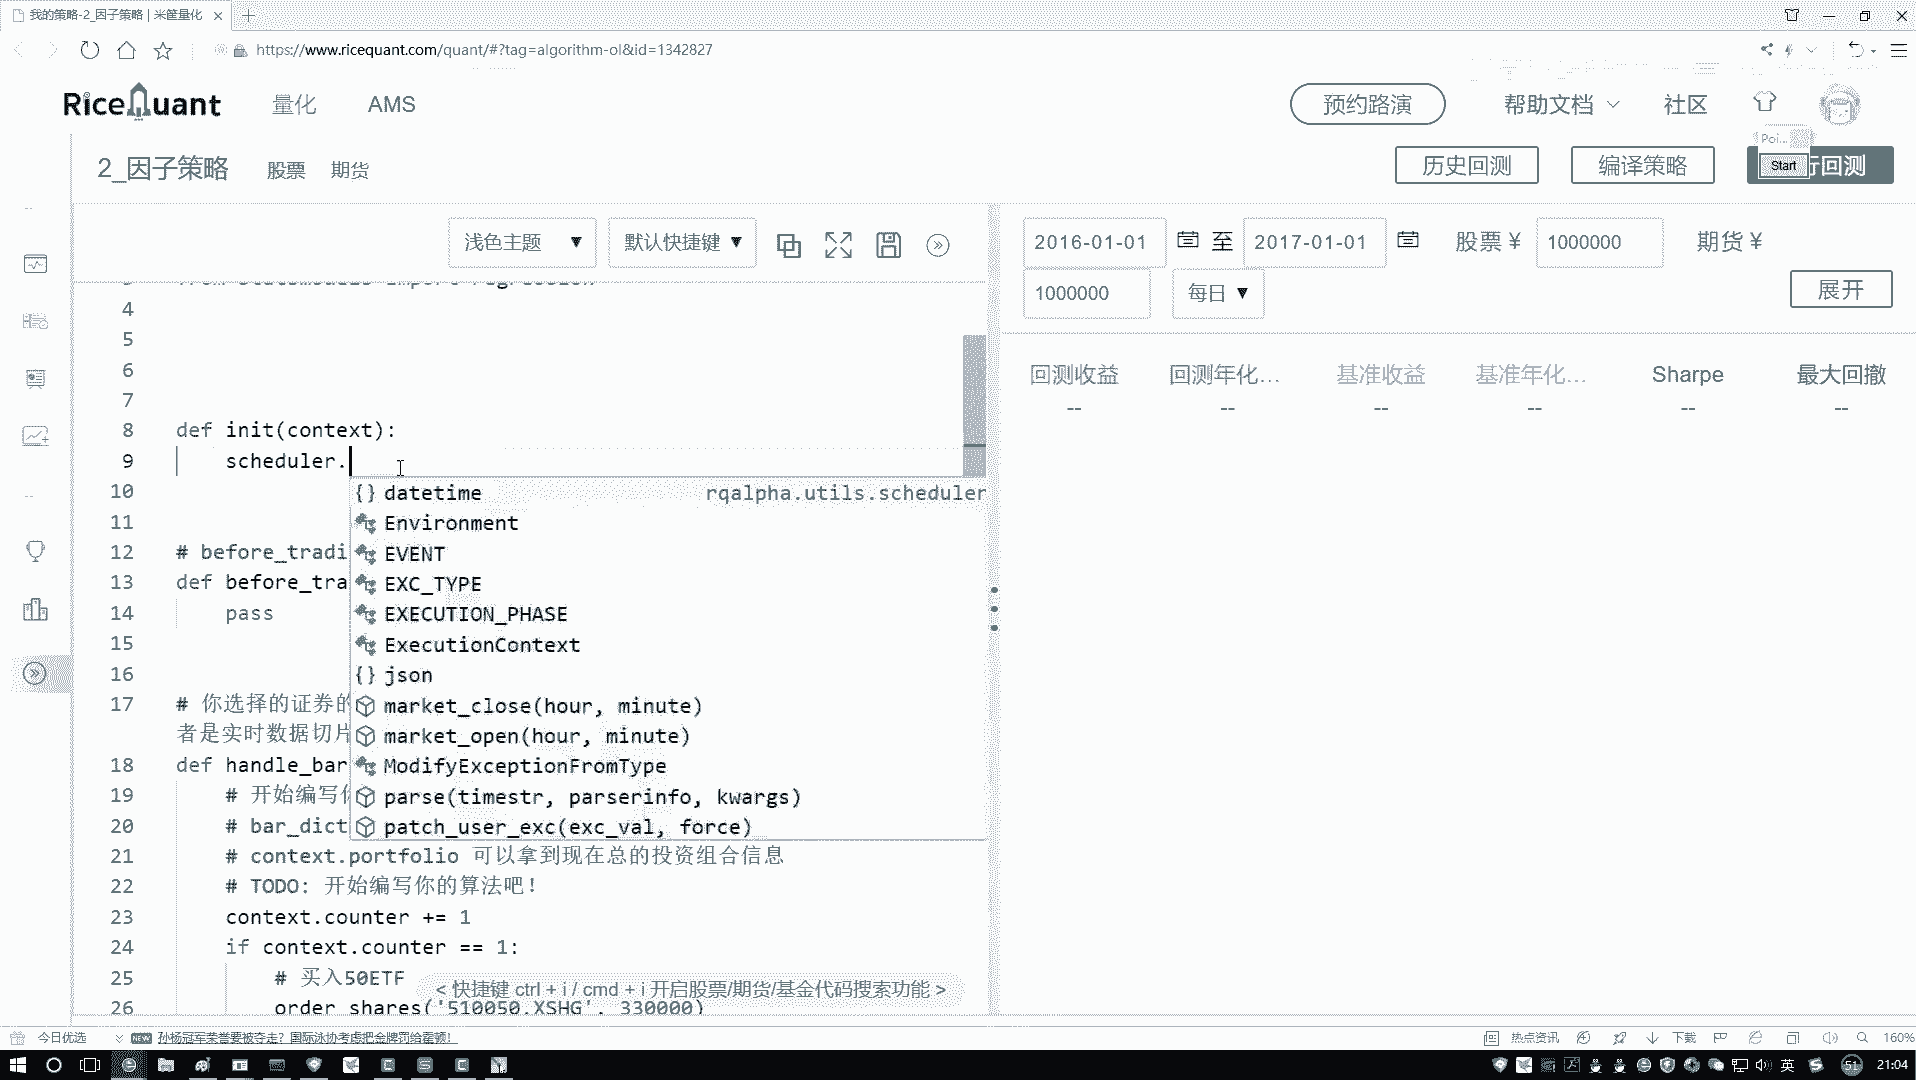 我的策略-2_因子策略 | 米筐量化
https://www.ricequant.com/quant/#?tag=algorithm-ol&id=1342827
RiceQuant 量化 AMS 预约路演 帮助文档 社区
Poi...
2_因子策略 股票 期货 历史回测 编译策略 Start 行回测
浅色主题 ▼ 默认快捷键 ▼
2016-01-01 至 2017-01-01 股票 ¥ 1000000 期货 ¥
1000000 每日 ▼ 展开
回测收益 回测年化... 基准收益 基准年化... Sharpe 最大回撤
-- -- -- -- -- --
4
5
6
7
8 def init(context):
9 scheduler.
10 {} datetime rqalpha.utils.scheduler
11 Environment
12 # before_tradi EVENT
13 def before_tra EXC_TYPE
14 pass EXECUTION_PHASE
15 ExecutionContext
16 {} json
17 # 你选择的证券的 market_close(hour, minute)
者是实时数据切片 market_open(hour, minute)
18 def handle_bar ModifyExceptionFromType
19 # 开始编写你 parse(timestr, parserinfo, kwargs)
20 # bar_dict patch_user_exc(exc_val, force)
21 # context.portfolio 可以拿到现在总的投资组合信息
22 # TODO: 开始编写你的算法吧！
23 context.counter += 1
24 if context.counter == 1:
25 # 买入50ETF
< 快捷键 ctrl + i / cmd + i 开启股票/期货/基金代码搜索功能 >
26 order_shares('510050.XSHG', 330000)
今日优选 NEW 孙杨冠军荣誉要被夺走？国际泳协考虑把金牌罚给霍顿！ 热点资讯 下载 160%
英 51 21:04